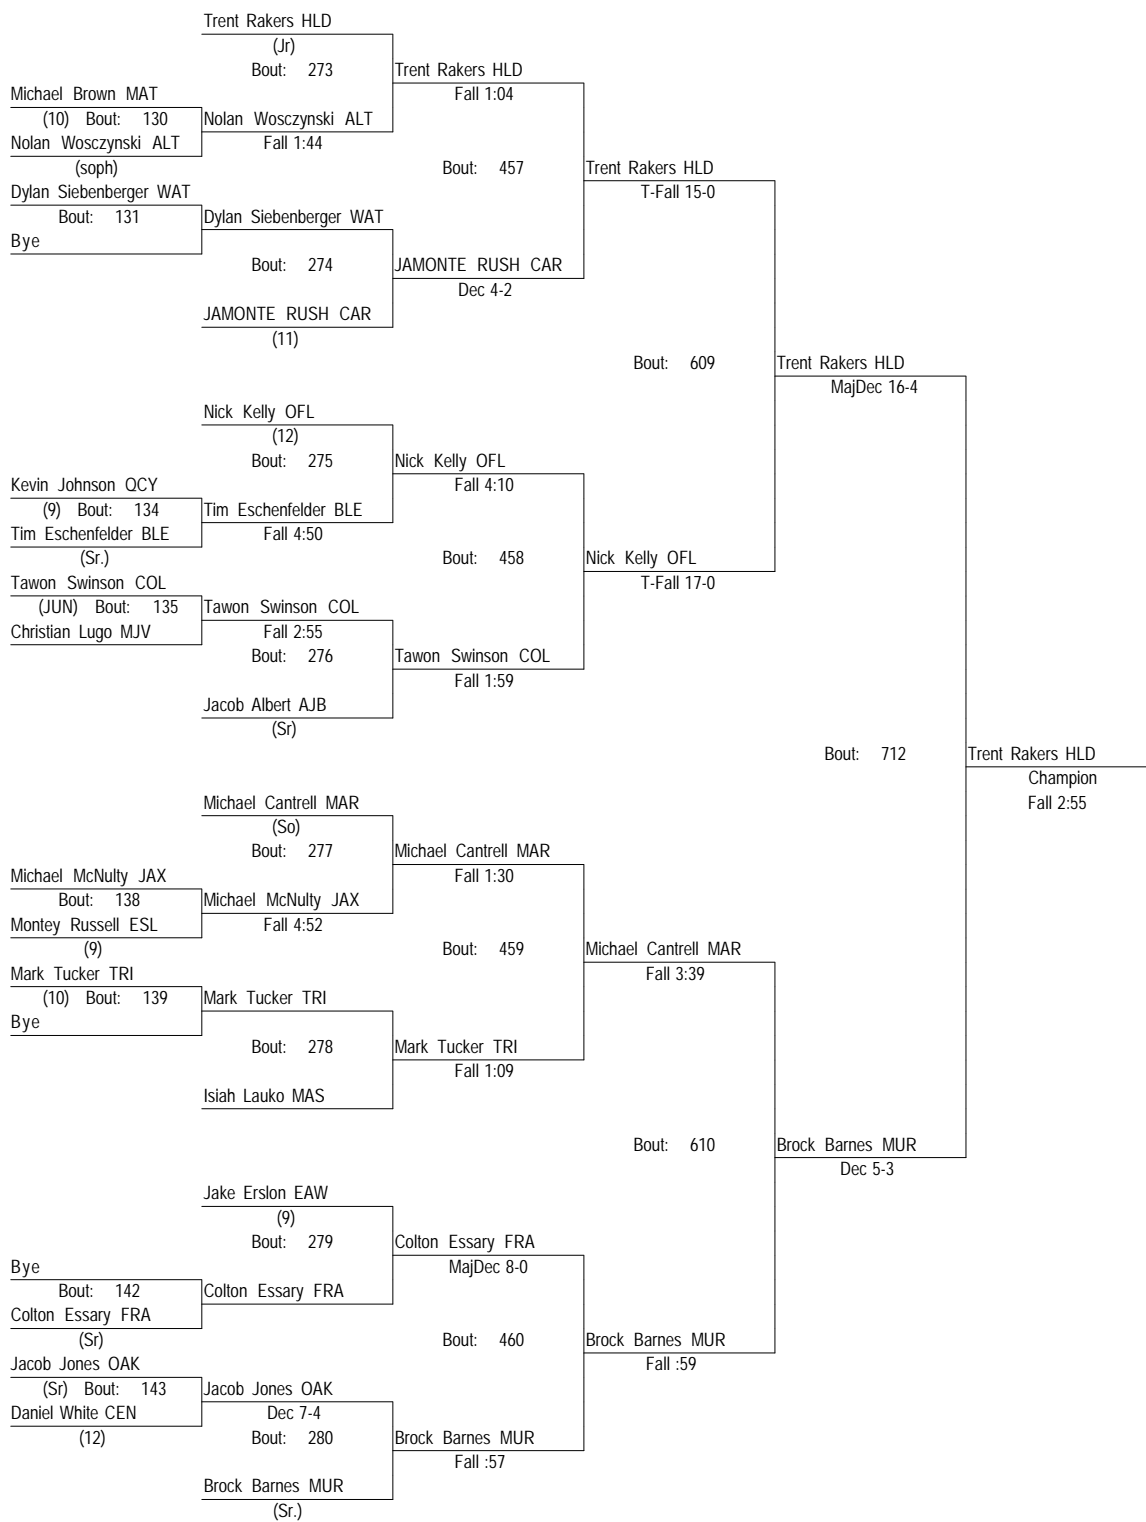 Trent Rakers HLD
(Jr)
Bout: 273
Trent Rakers HLD
Fall 1:04
Michael Brown MAT
(10) Bout: 130
Nolan Wosczynski ALT
Nolan Wosczynski ALT
Fall 1:44
(soph)
Bout: 457
Trent Rakers HLD
T-Fall 15-0
Dylan Siebenberger WAT
Bout: 131
Dylan Siebenberger WAT
Bye
Bout: 274
JAMONTE RUSH CAR
Dec 4-2
JAMONTE RUSH CAR
(11)
Bout: 609
Trent Rakers HLD
MajDec 16-4
Nick Kelly OFL
(12)
Bout: 275
Nick Kelly OFL
Fall 4:10
Kevin Johnson QCY
(9) Bout: 134
Tim Eschenfelder BLE
Tim Eschenfelder BLE
Fall 4:50
(Sr.)
Bout: 458
Nick Kelly OFL
T-Fall 17-0
Tawon Swinson COL
(JUN) Bout: 135
Tawon Swinson COL
Christian Lugo MJV
Fall 2:55
Bout: 276
Tawon Swinson COL
Fall 1:59
Jacob Albert AJB
(Sr)
Bout: 712
Trent Rakers HLD
Champion
Fall 2:55
Michael Cantrell MAR
(So)
Bout: 277
Michael Cantrell MAR
Fall 1:30
Michael McNulty JAX
Bout: 138
Michael McNulty JAX
Montey Russell ESL
Fall 4:52
(9)
Bout: 459
Michael Cantrell MAR
Fall 3:39
Mark Tucker TRI
(10) Bout: 139
Mark Tucker TRI
Bye
Bout: 278
Mark Tucker TRI
Fall 1:09
Isiah Lauko MAS
Bout: 610
Brock Barnes MUR
Dec 5-3
Jake Erslon EAW
(9)
Bout: 279
Colton Essary FRA
MajDec 8-0
Bye
Bout: 142
Colton Essary FRA
Colton Essary FRA
(Sr)
Bout: 460
Brock Barnes MUR
Fall :59
Jacob Jones OAK
(Sr) Bout: 143
Jacob Jones OAK
Daniel White CEN
Dec 7-4
(12)
Bout: 280
Brock Barnes MUR
Fall :57
Brock Barnes MUR
(Sr.)